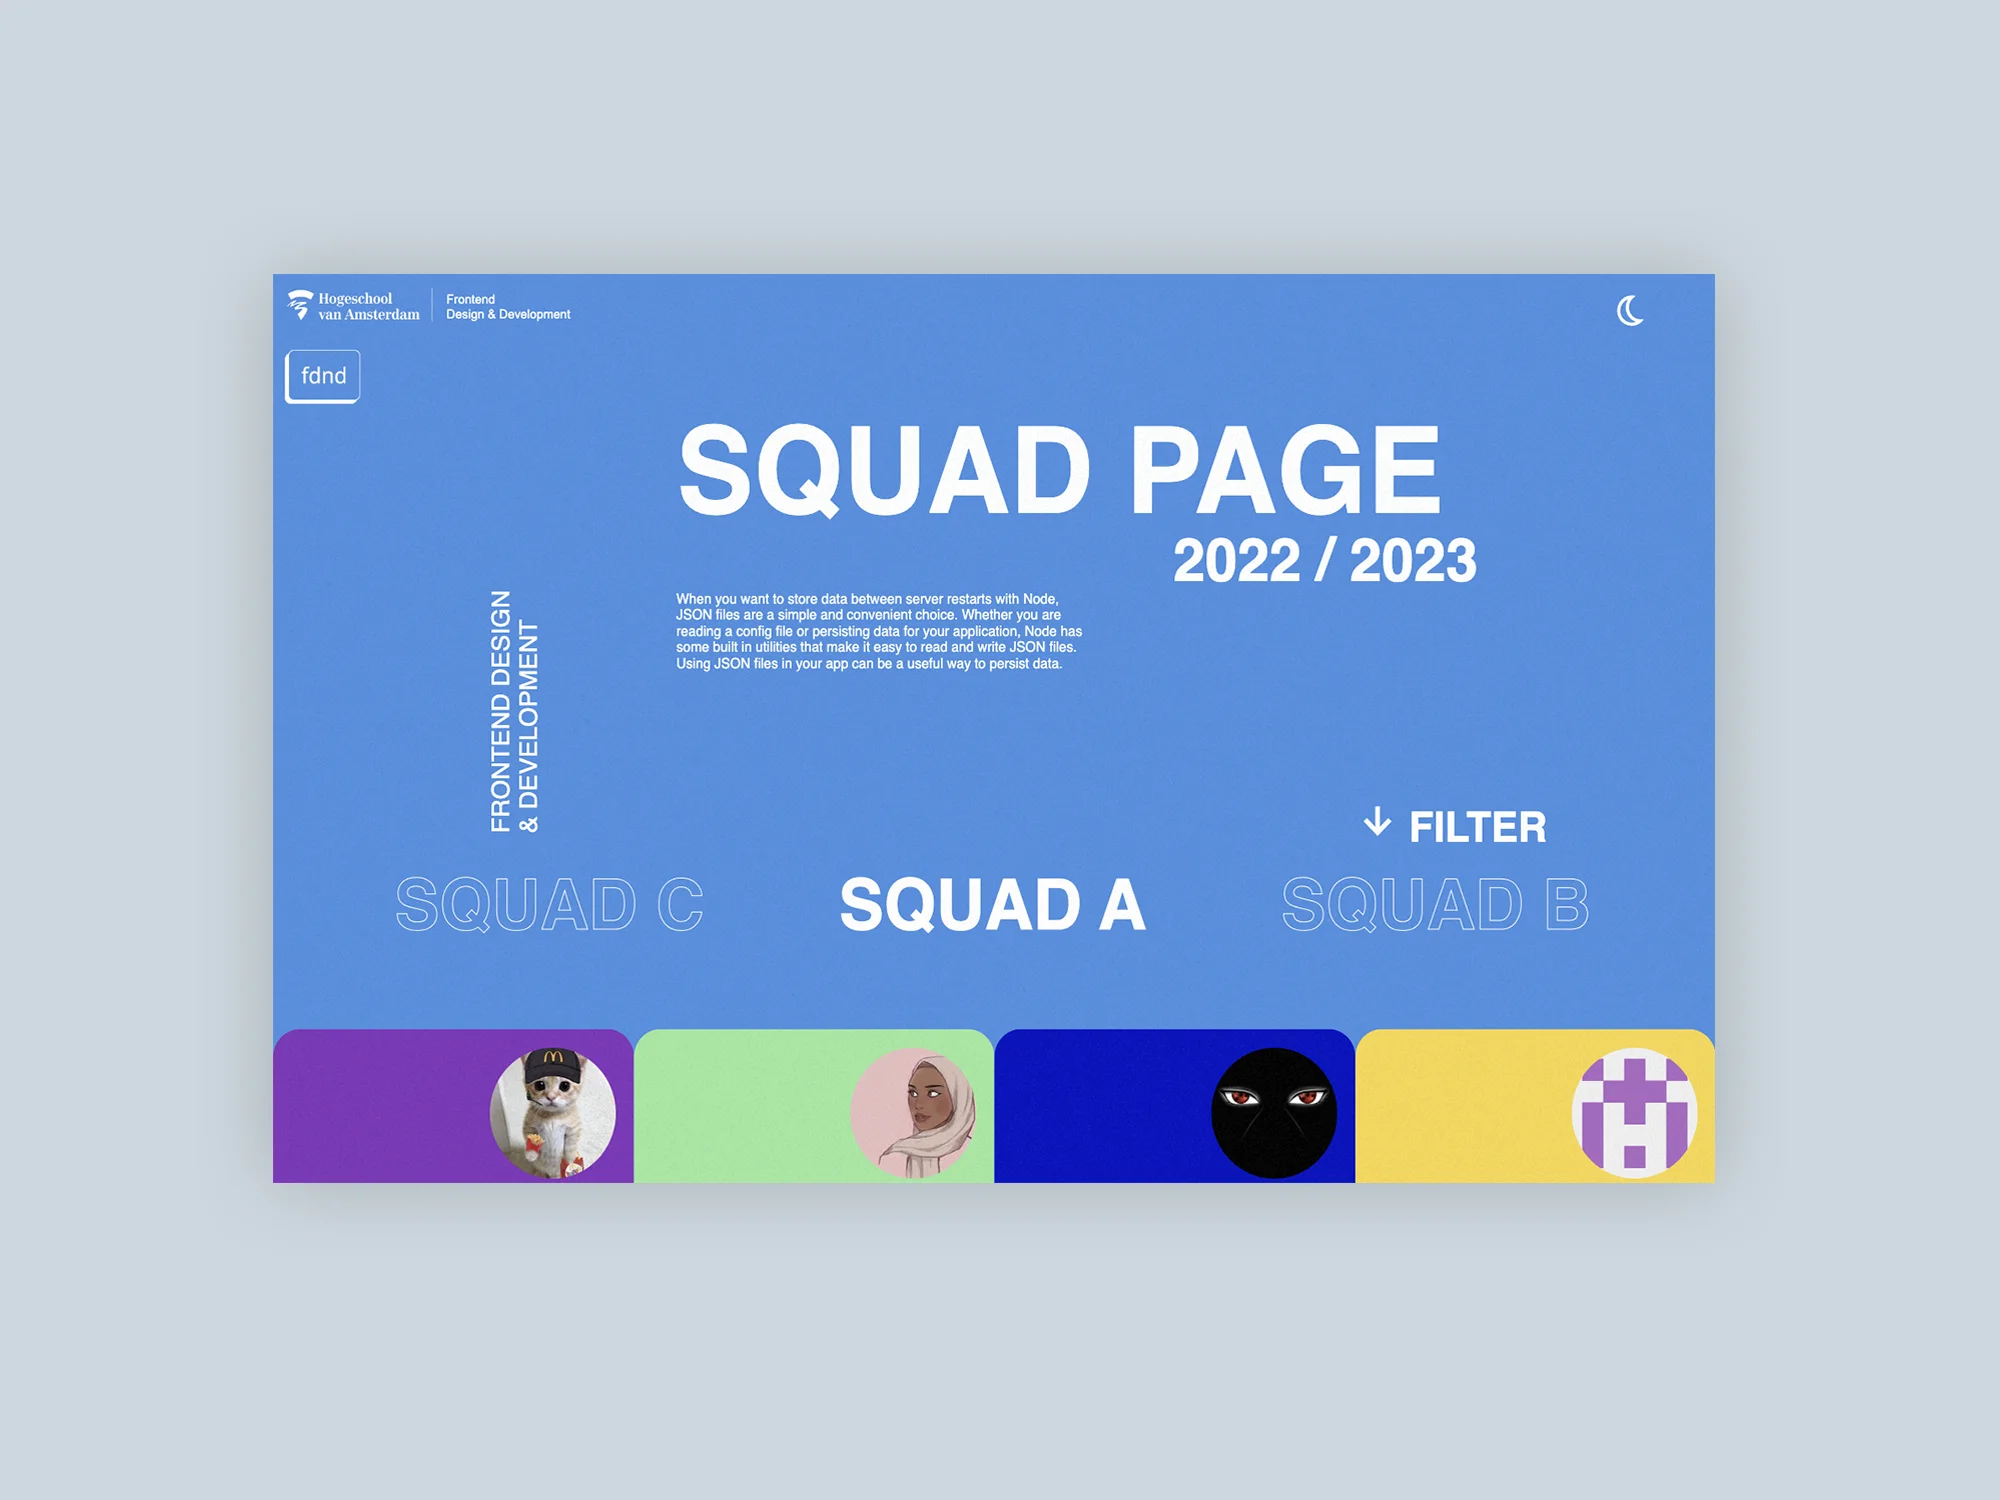 Hogeschool
van Amsterdam
Frontend
Design & Development
fdnd
SQUAD PAGE
2022 / 2023
When you want to store data between server restarts with Node,
JSON files are a simple and convenient choice. Whether you are
reading a config file or persisting data for your application, Node has
some built in utilities that make it easy to read and write JSON files.
Using JSON files in your app can be a useful way to persist data.
FRONTEND DESIGN
& DEVELOPMENT
FILTER
SQUAD C
SQUAD A
SQUAD B